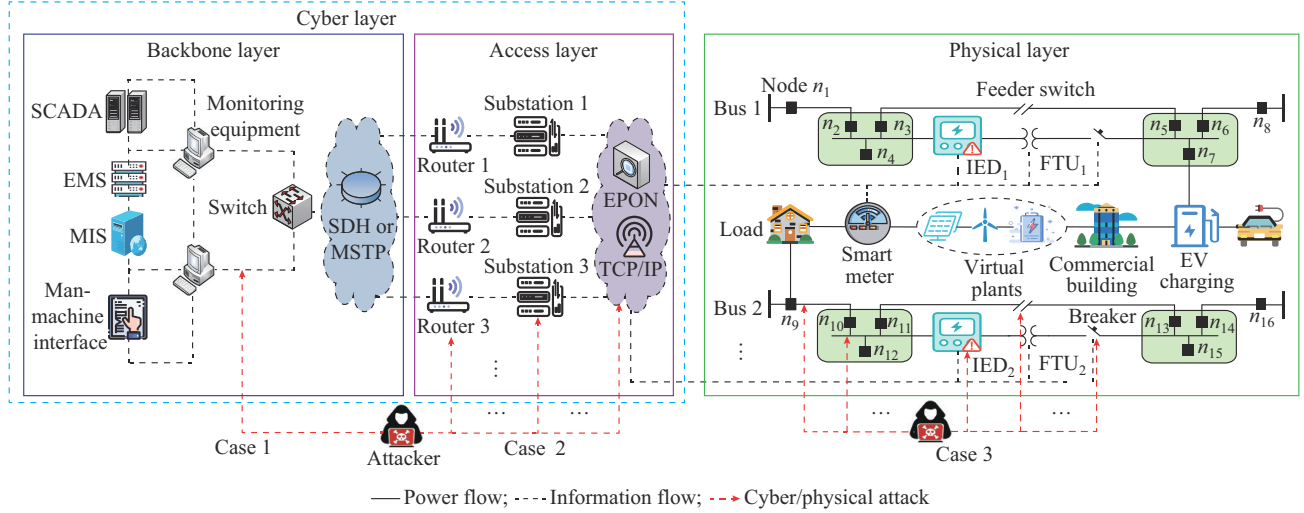 Cyber layer
Backbone layer
Access layer
Physical layer
SCADA
Monitoring
equipment
EMS
MIS
Switch
Man-
machine
interface
SDH or
MSTP
Router 1
Router 2
Router 3
Substation 1
Substation 2
Substation 3
EPON
TCP/IP
Bus 1
Node n1
Feeder switch
n2
n3
n4
IED1
FTU1
n5
n6
n7
n8
Load
Smart
meter
Virtual
plants
Commercial
building
EV
charging
Bus 2
n9
n10
n11
n12
IED2
FTU2
Breaker
n13
n14
n15
n16
⋮
⋮
… …
… …
Case 1
Attacker
Case 2
Case 3
Power flow; Information flow; Cyber/physical attack